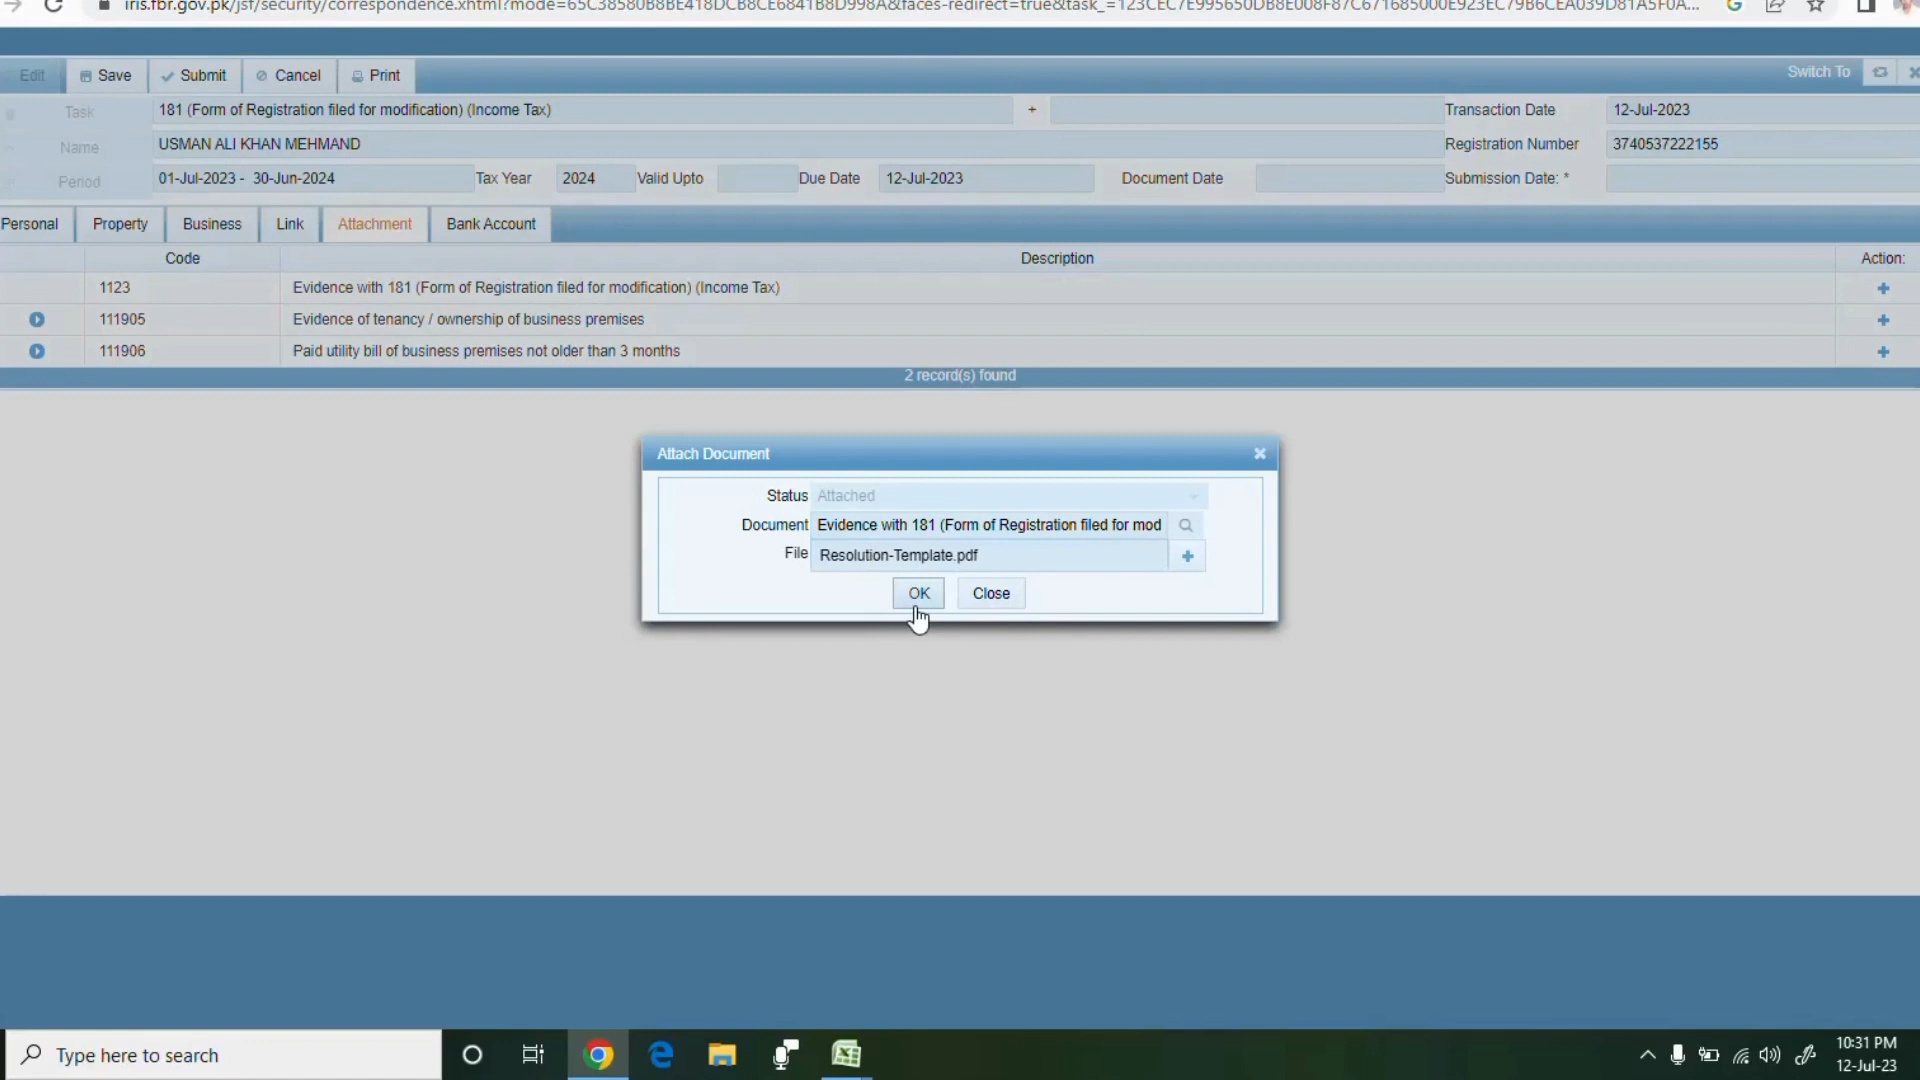 iris.fbr.gov.pk/jsf/security/correspondence.xhtml?mode=65C38580B8BE418DCB8CE6841B8D998A&faces-redirect=true&task_=123CEC7E995650DB8E008F87C671685000E923EC79B6CEA039D81A5F0A...
Edit Save Submit Cancel Print Switch To
Task 181 (Form of Registration filed for modification) (Income Tax) + Transaction Date 12-Jul-2023
Name USMAN ALI KHAN MEHMAND Registration Number 3740537222155
Period 01-Jul-2023 - 30-Jun-2024 Tax Year 2024 Valid Upto Due Date 12-Jul-2023 Document Date Submission Date: *
Personal Property Business Link Attachment Bank Account
Code Description Action:
1123 Evidence with 181 (Form of Registration filed for modification) (Income Tax)
111905 Evidence of tenancy / ownership of business premises
111906 Paid utility bill of business premises not older than 3 months
2 record(s) found
Attach Document
Status Attached
Document Evidence with 181 (Form of Registration filed for mod
File Resolution-Template.pdf
OK Close
Type here to search
10:31 PM
12-Jul-23